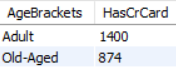 AgeBrackets HasCrCard
Adult 1400
Old-Aged 874